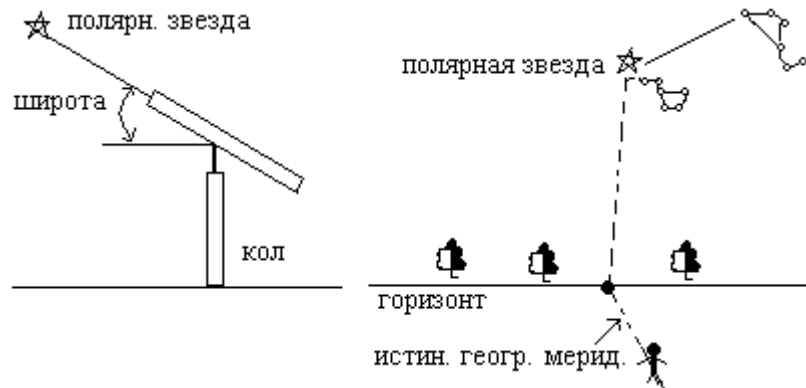 полярн. звезда
широта
кол
полярная звезда
горизонт
истин. геогр. мерид.